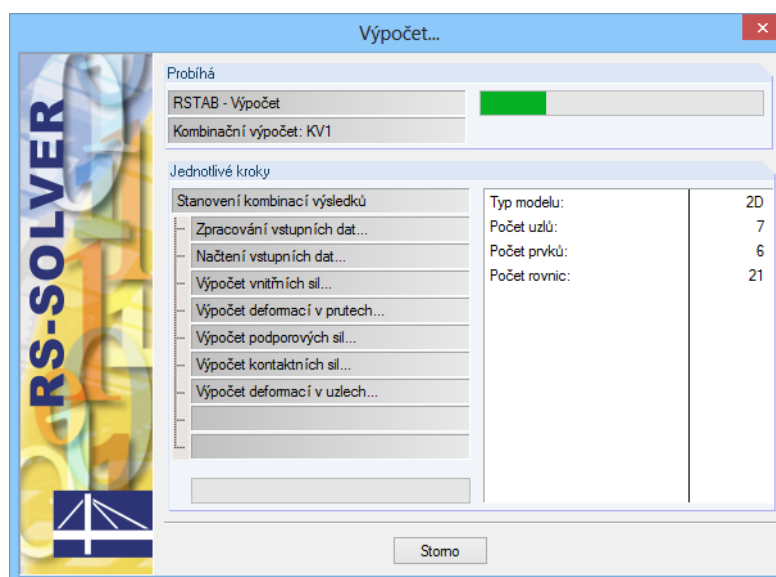 Výpočet...
RS-SOLVER
Probíhá
RSTAB - Výpočet
Kombinační výpočet: KV1
Jednotlivé kroky
Stanovení kombinací výsledků
Zpracování vstupních dat...
Načtení vstupních dat...
Výpočet vnitřních sil...
Výpočet deformací v prutech...
Výpočet podporových sil...
Výpočet kontaktních sil...
Výpočet deformací v uzlech...
Typ modelu: 2D
Počet uzlů: 7
Počet prvků: 6
Počet rovnic: 21
Storno